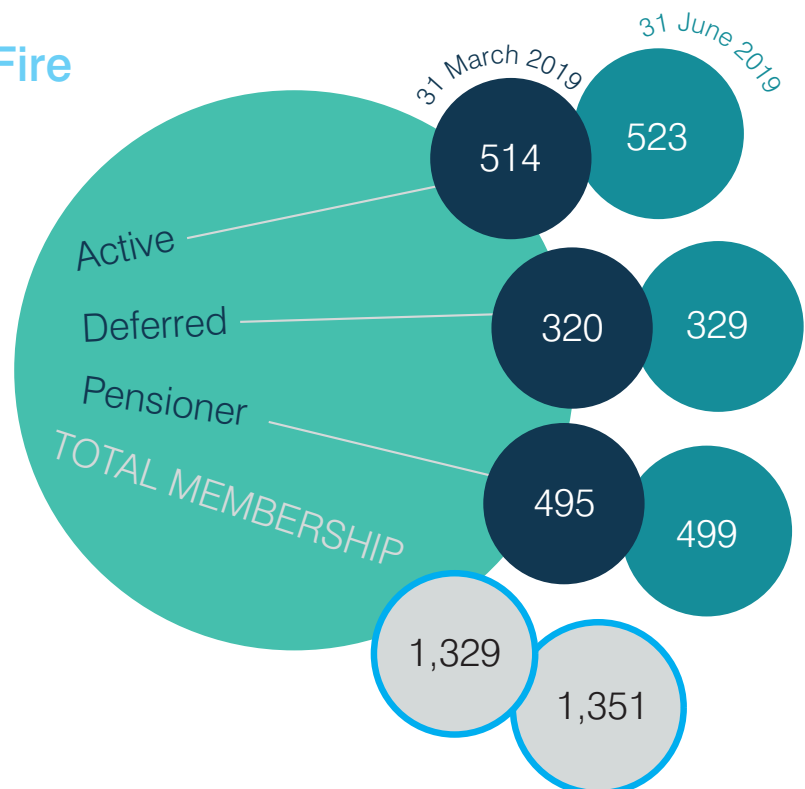 Fire
31 March 2019
31 June 2019
Active
514
523
Deferred
320
329
Pensioner
495
499
TOTAL MEMBERSHIP
1,329
1,351